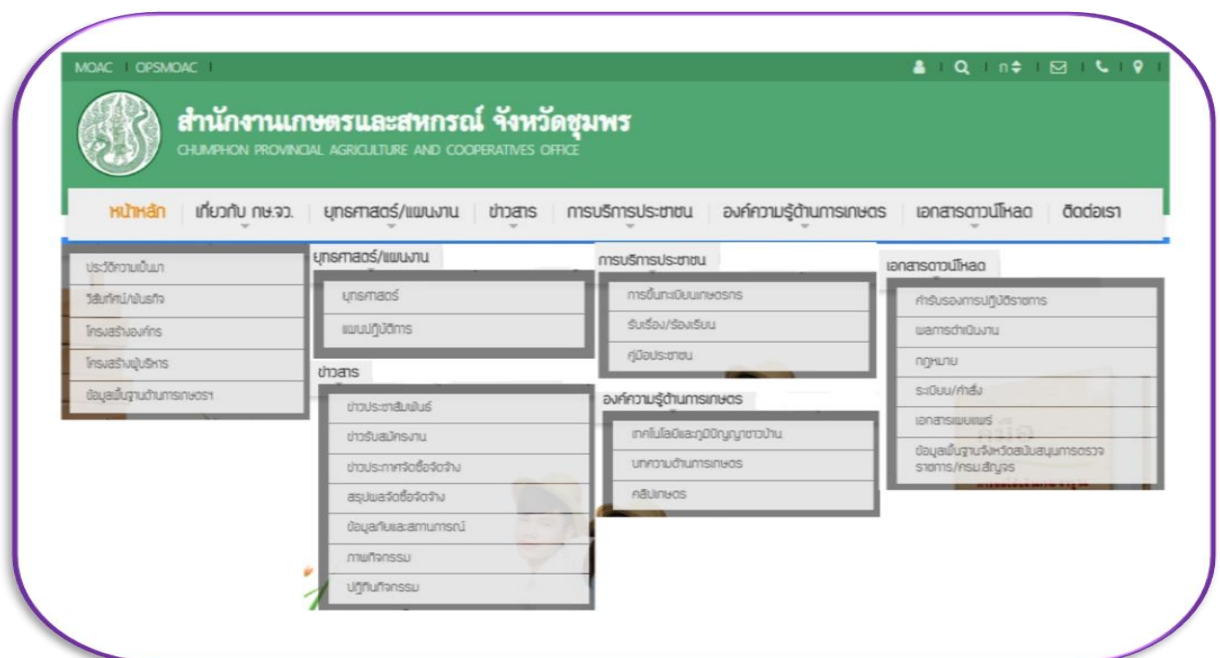 MOAC | OPSMOAC |
ก
สำนักงานเกษตรและสหกรณ์ จังหวัดชุมพร
CHUMPHON PROVINCIAL AGRICULTURE AND COOPERATIVES OFFICE
หน้าหลัก เกี่ยวกับ กษ.จว. ยุทธศาสตร์/แผนงาน ข่าวสาร การบริการประชาชน องค์ความรู้ด้านการเกษตร เอกสารดาวน์โหลด ติดต่อเรา
ประวัติความเป็นมา
วิสัยทัศน์/พันธกิจ
โครงสร้างองค์กร
โครงสร้างผู้บริหาร
ข้อมูลพื้นฐานด้านการเกษตรฯ
ยุทธศาสตร์/แผนงาน
ยุทธศาสตร์
แผนปฏิบัติการ
ข่าวสาร
ข่าวประชาสัมพันธ์
ข่าวรับสมัครงาน
ข่าวประกาศจัดซื้อจัดจ้าง
สรุปผลจัดซื้อจัดจ้าง
ข้อมูลภัยและสถานการณ์
ภาพกิจกรรม
ปฏิทินกิจกรรม
การบริการประชาชน
การขึ้นทะเบียนเกษตรกร
รับเรื่อง/ร้องเรียน
คู่มือประชาชน
องค์ความรู้ด้านการเกษตร
เทคโนโลยีและภูมิปัญญาชาวบ้าน
บทความด้านการเกษตร
คลิปเกษตร
เอกสารดาวน์โหลด
คำรับรองการปฏิบัติราชการ
ผลการดำเนินงาน
กฎหมาย
ระเบียบ/คำสั่ง
เอกสารเผยแพร่
คู่มือ
ข้อมูลพื้นฐานจังหวัดสนับสนุนการตรวจ
ราชการ/ครม.สัญจร